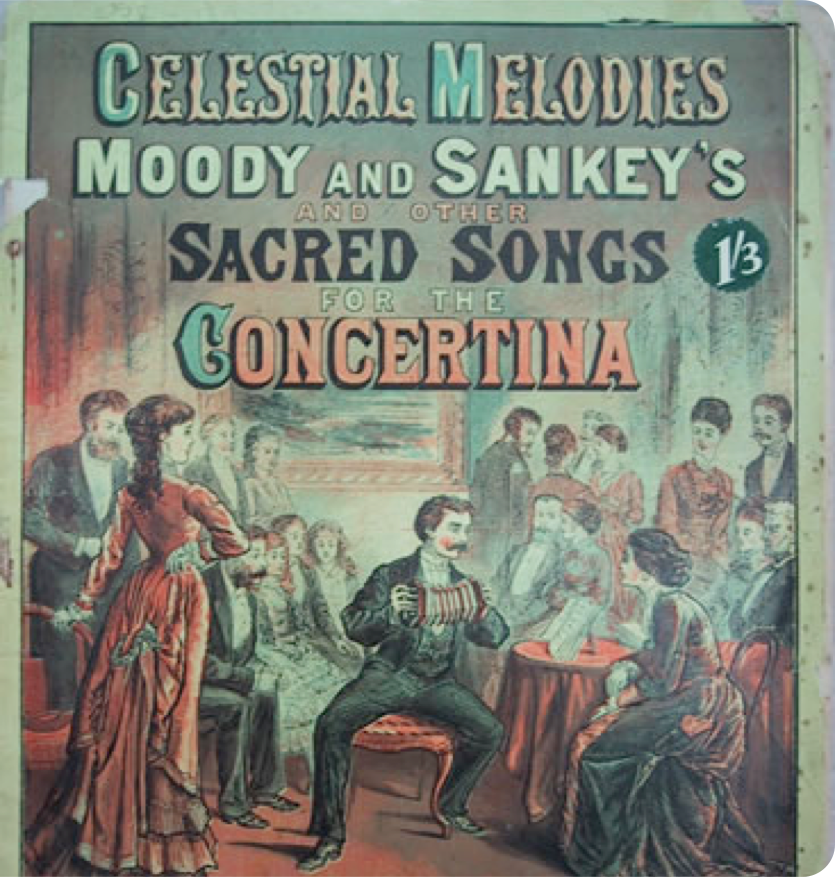 CELESTIAL MELODIES
MOODY AND SANKEY'S
AND OTHER
SACRED SONGS
1/3
FOR THE
CONCERTINA